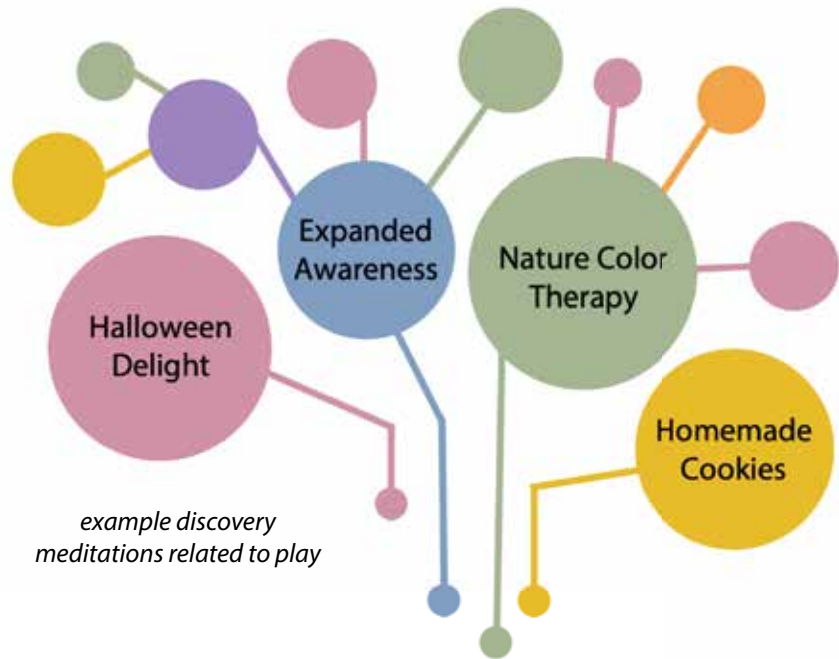 Expanded
Awareness
Nature Color
Therapy
Halloween
Delight
Homemade
Cookies
example discovery
meditations related to play